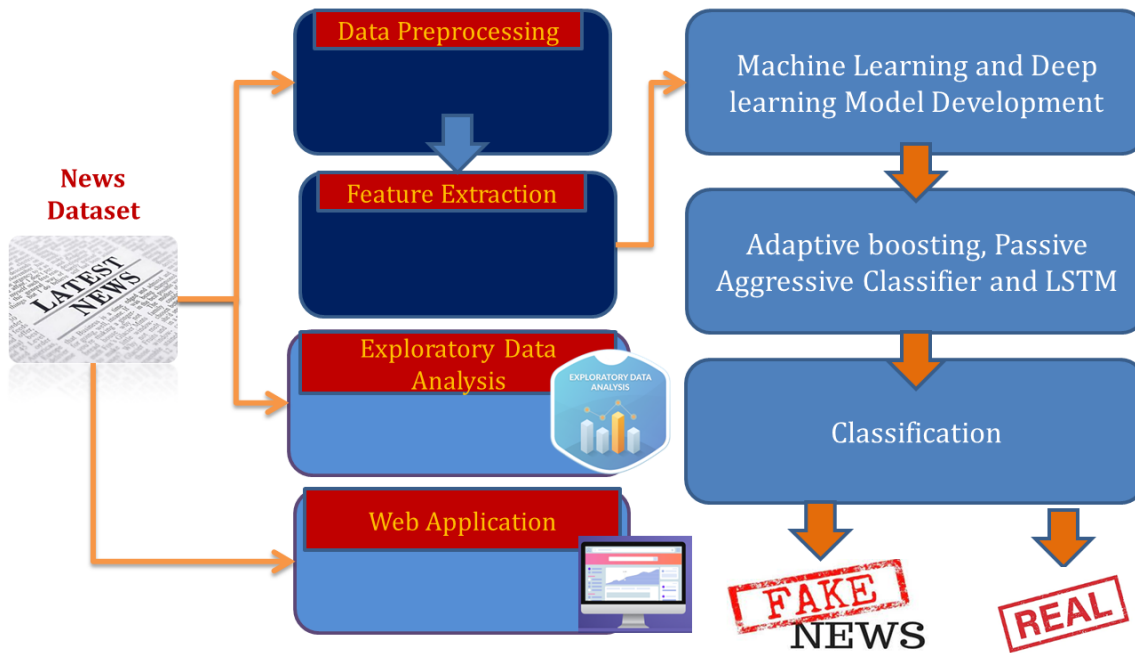 Data Preprocessing
Machine Learning and Deep
learning Model Development
News
Dataset
LATEST
NEWS
Feature Extraction
Adaptive boosting, Passive
Aggressive Classifier and LSTM
Exploratory Data
Analysis
EXPLORATORY DATA
ANALYSIS
Classification
Web Application
FAKE
NEWS
REAL